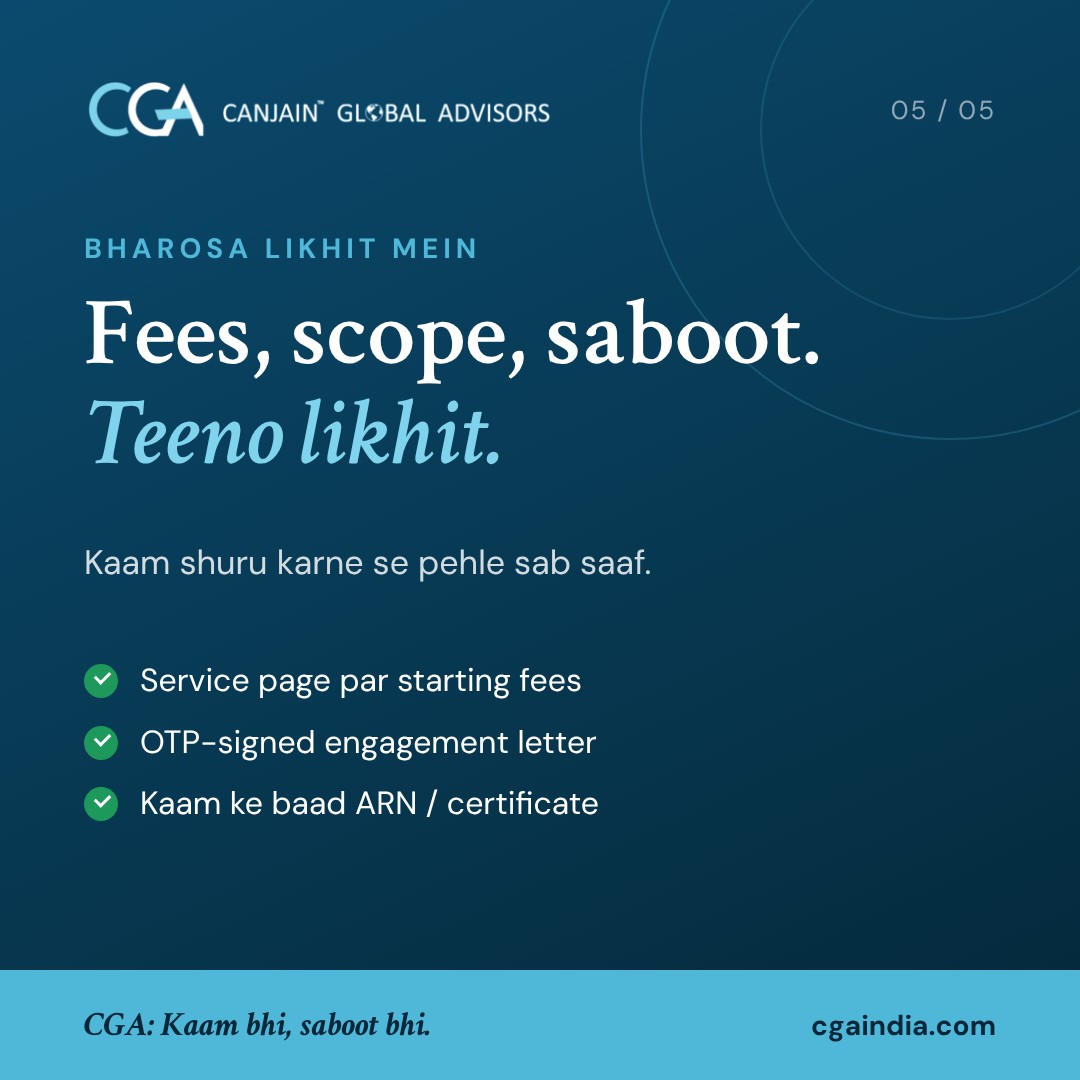 CGA CANJAIN™ GLOBAL ADVISORS
05 / 05
BHAROSA LIKHIT MEIN
Fees, scope, saboot.
Teeno likhit.
Kaam shuru karne se pehle sab saaf.
Service page par starting fees
OTP-signed engagement letter
Kaam ke baad ARN / certificate
CGA: Kaam bhi, saboot bhi.
cgaindia.com